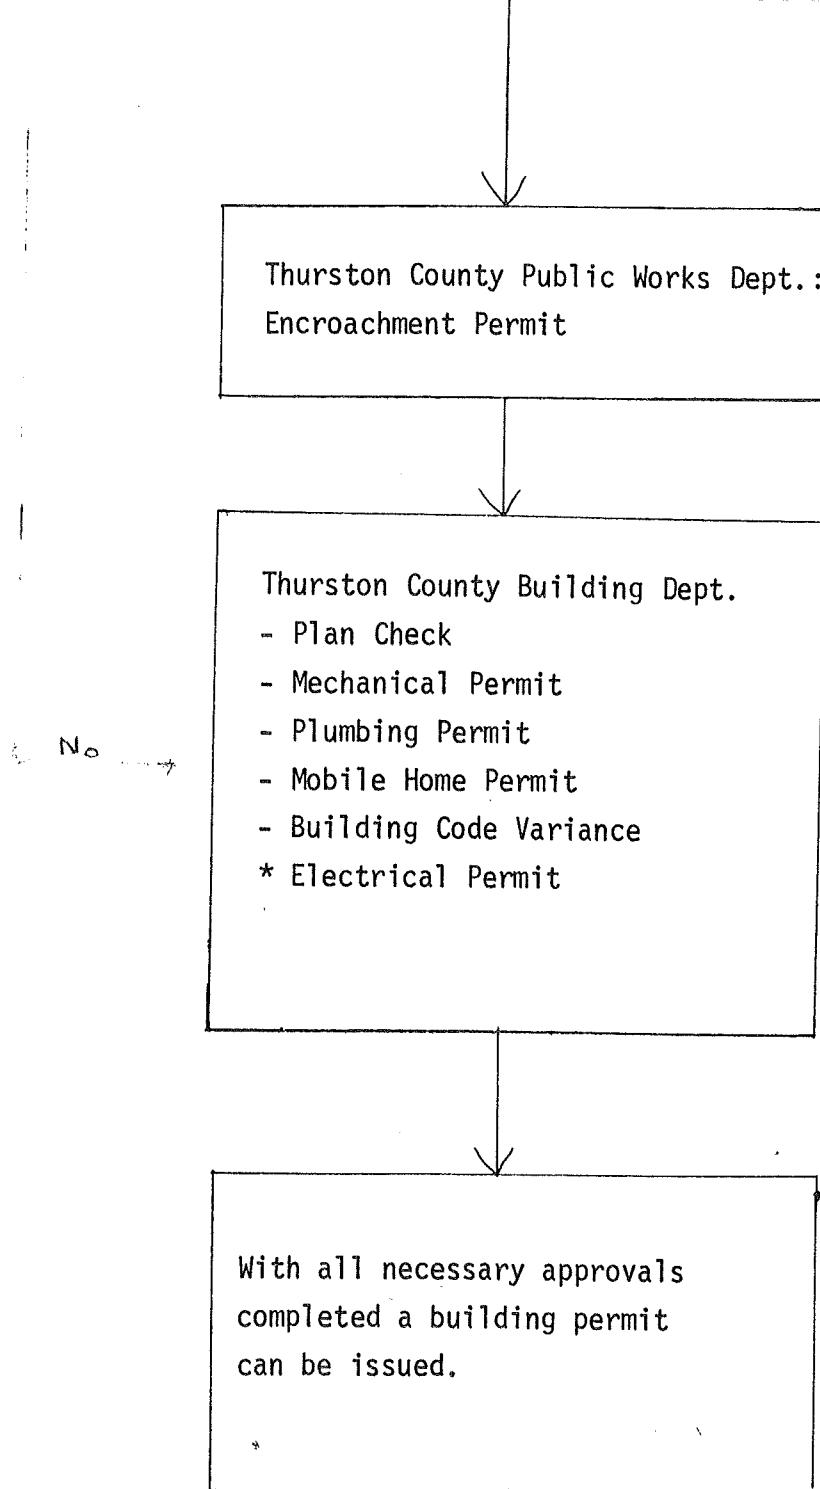 Thurston County Public Works Dept.:
Encroachment Permit
Thurston County Building Dept.
- Plan Check
- Mechanical Permit
- Plumbing Permit
No
- Mobile Home Permit
- Building Code Variance
* Electrical Permit
With all necessary approvals
completed a building permit
can be issued.